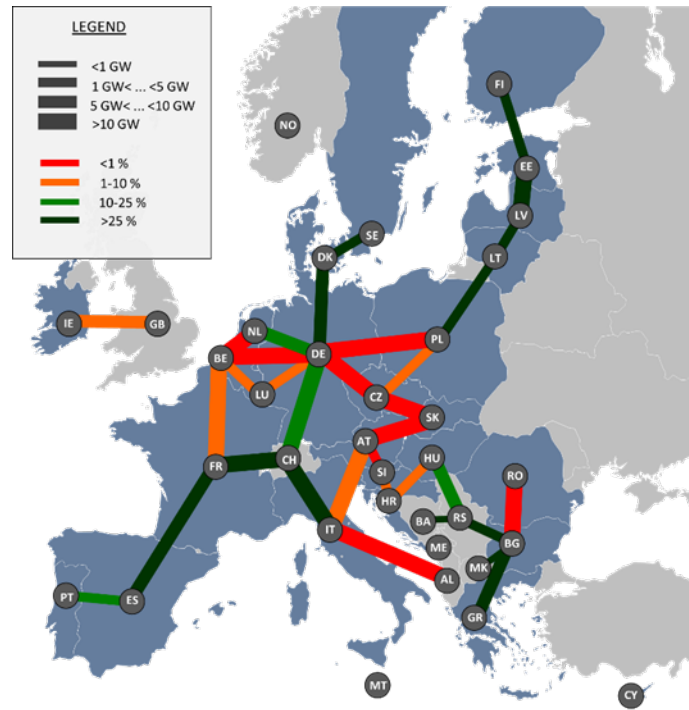 LEGEND
<1 GW
1 GW< ... <5 GW
5 GW< ... <10 GW
>10 GW
<1 %
1-10 %
10-25 %
>25 %
FI
NO
EE
LV
SE
DK
LT
IE
GB
NL
PL
DE
BE
LU
CZ
SK
AT
HU
CH
FR
SI
RO
HR
BA
RS
IT
ME
BG
MK
AL
PT
ES
GR
MT
CY